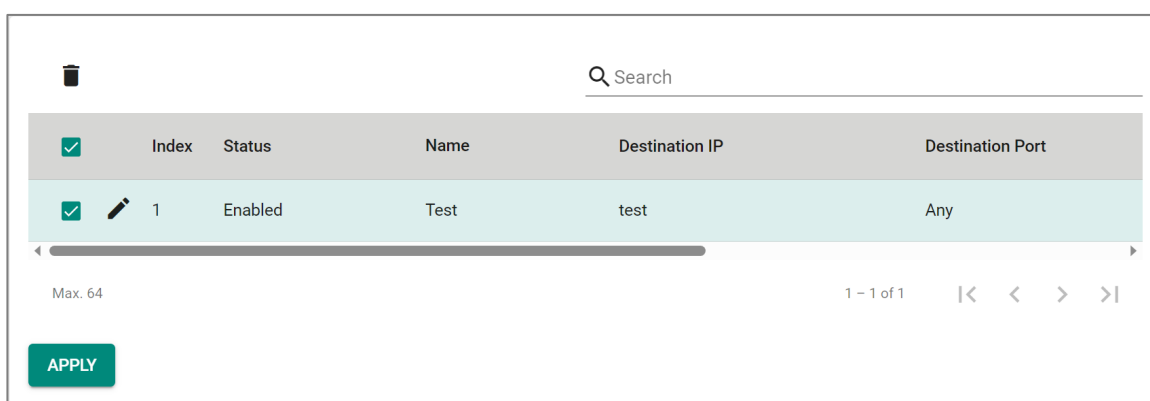 Search
Index Status Name Destination IP Destination Port
1 Enabled Test test Any
Max. 64 1 – 1 of 1
APPLY